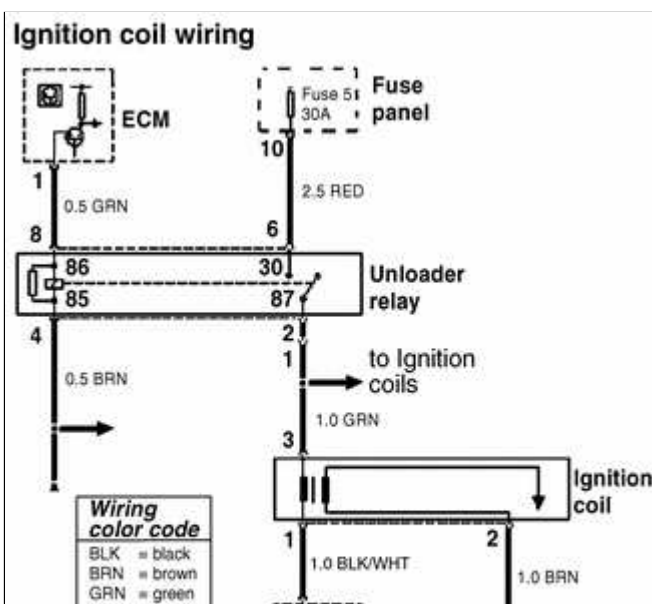 Ignition coil wiring
ECM
Fuse 5
30A
Fuse
panel
1
10
0.5 GRN
2.5 RED
8
6
86
30
85
87
Unloader
relay
4
2
1
to Ignition
coils
0.5 BRN
1.0 GRN
3
Ignition
coil
Wiring
color code
BLK = black
BRN = brown
GRN = green
1
2
1.0 BLK/WHT
1.0 BRN